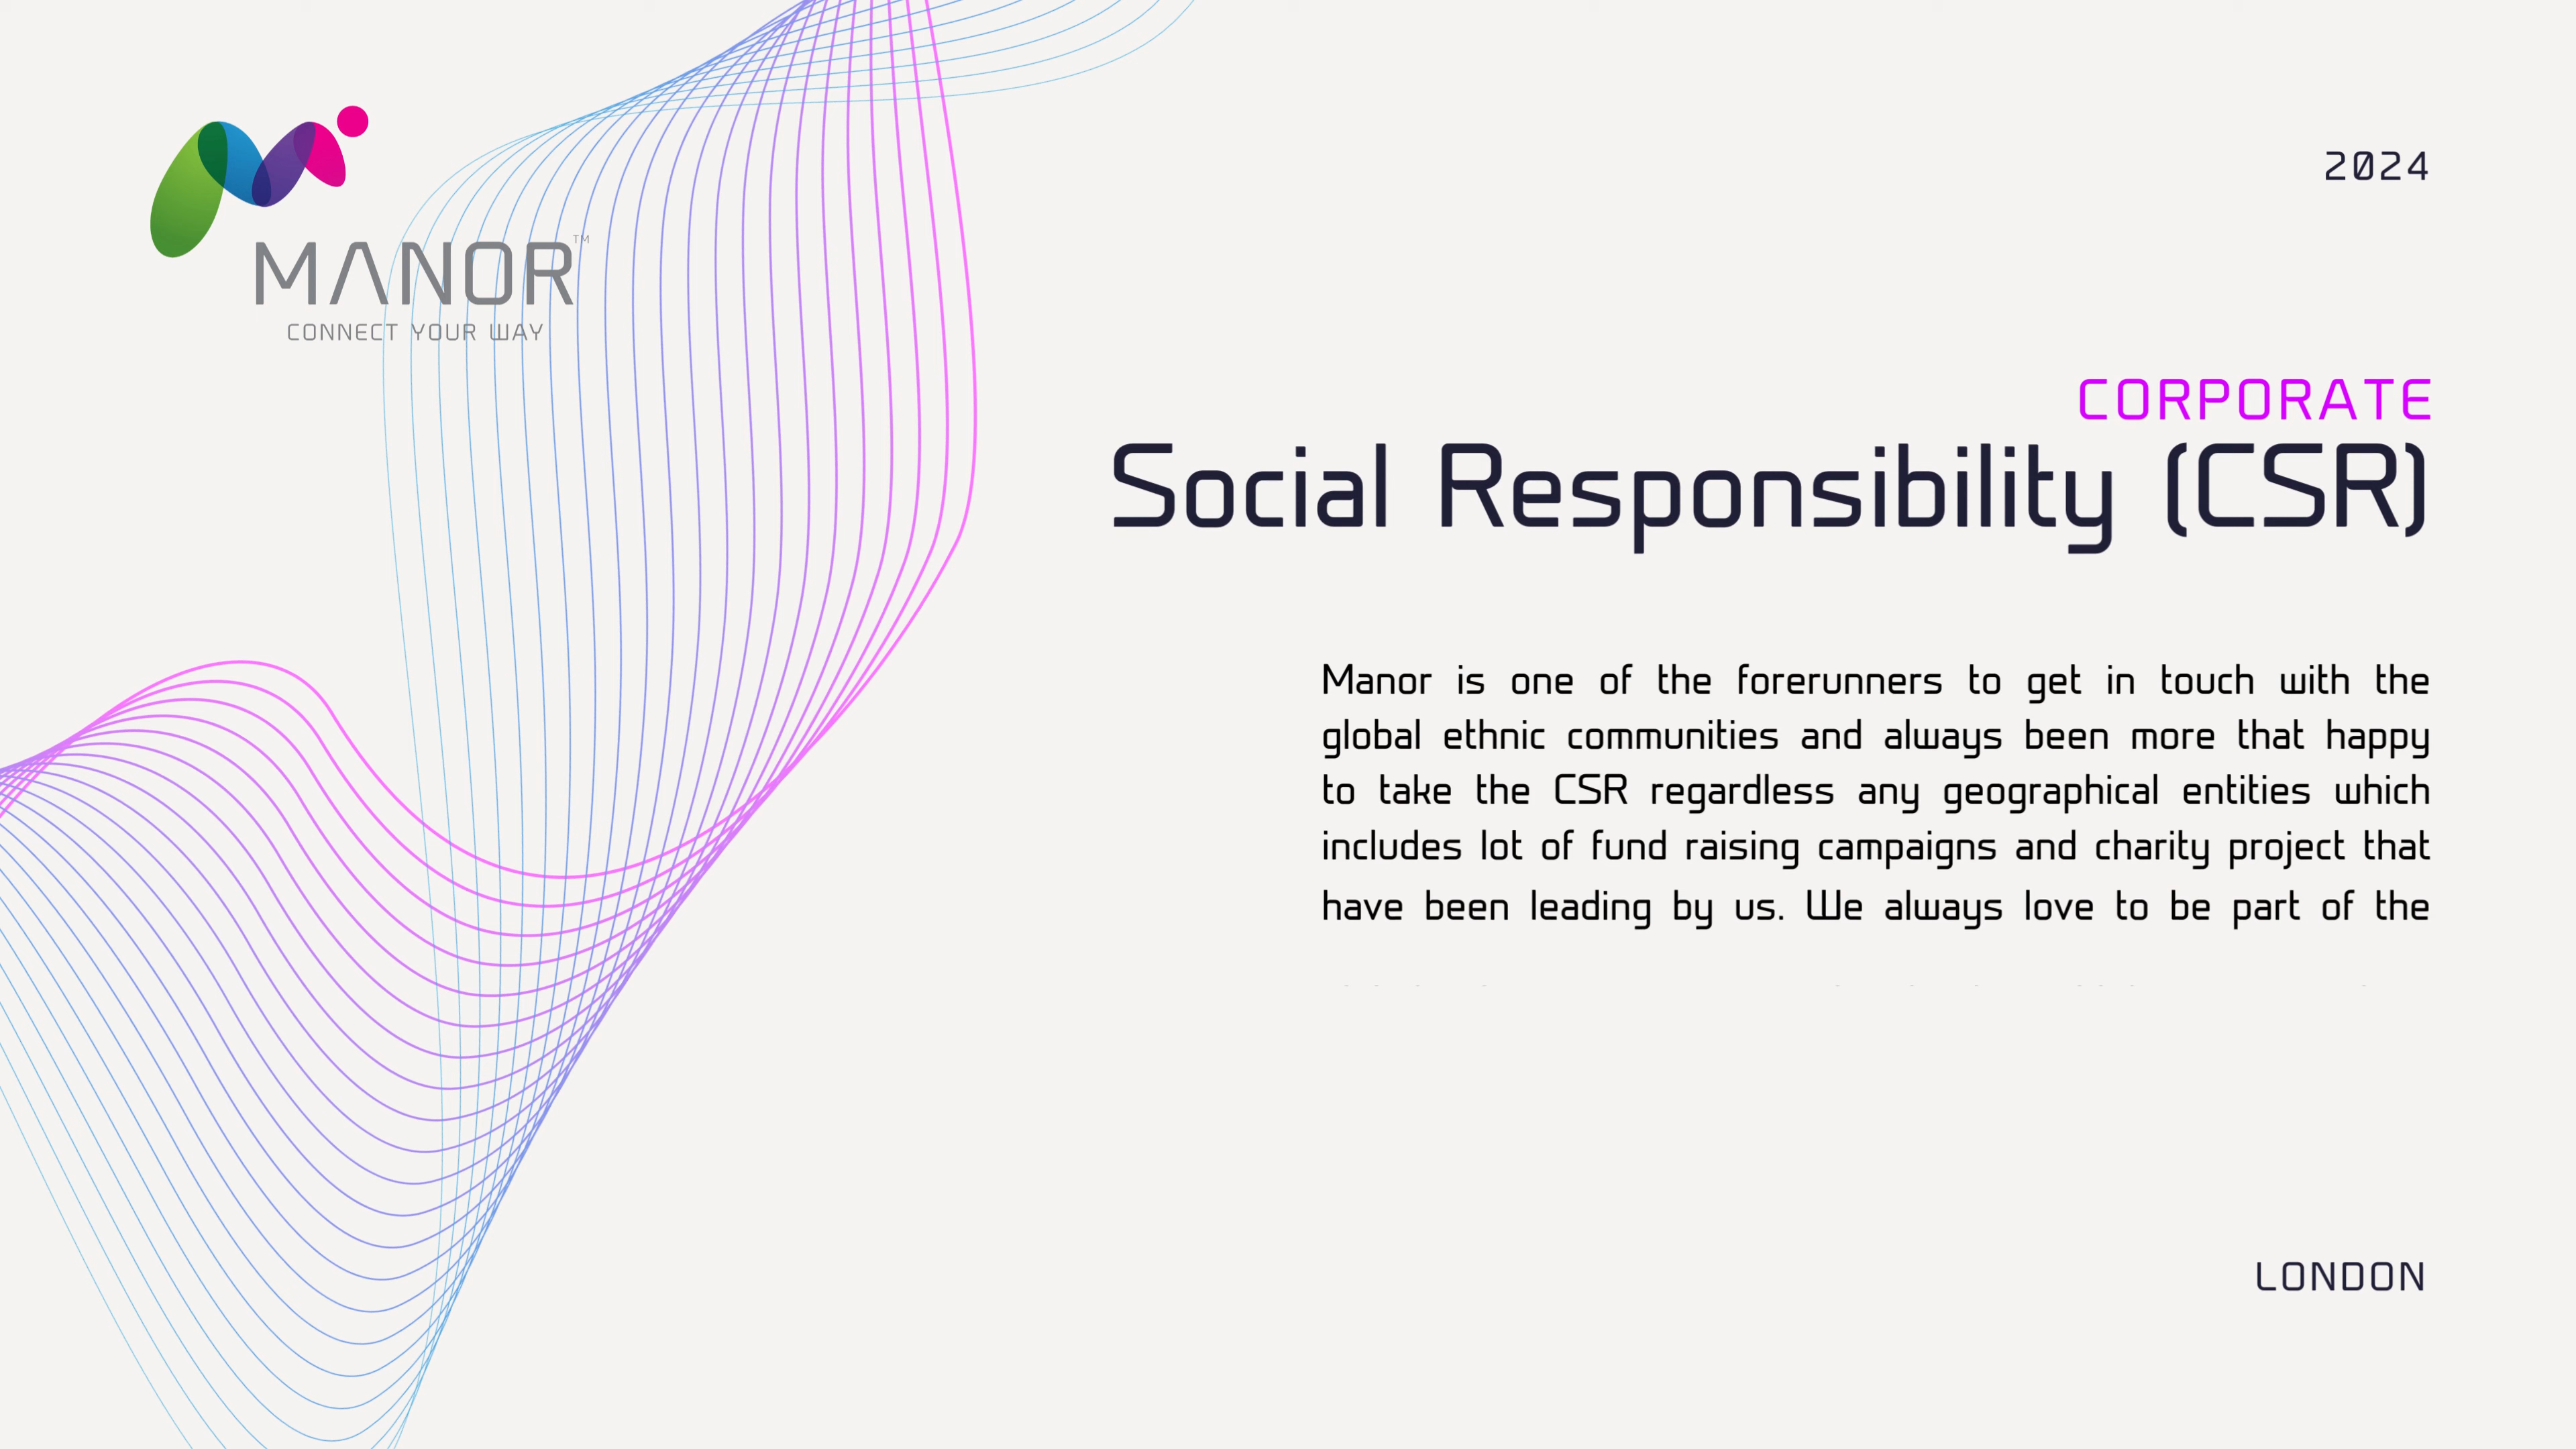 MANOR™
CONNECT YOUR WAY
2024
CORPORATE
Social Responsibility (CSR)
Manor is one of the forerunners to get in touch with the
global ethnic communities and always been more that happy
to take the CSR regardless any geographical entities which
includes lot of fund raising campaigns and charity project that
have been leading by us. We always love to be part of the
LONDON